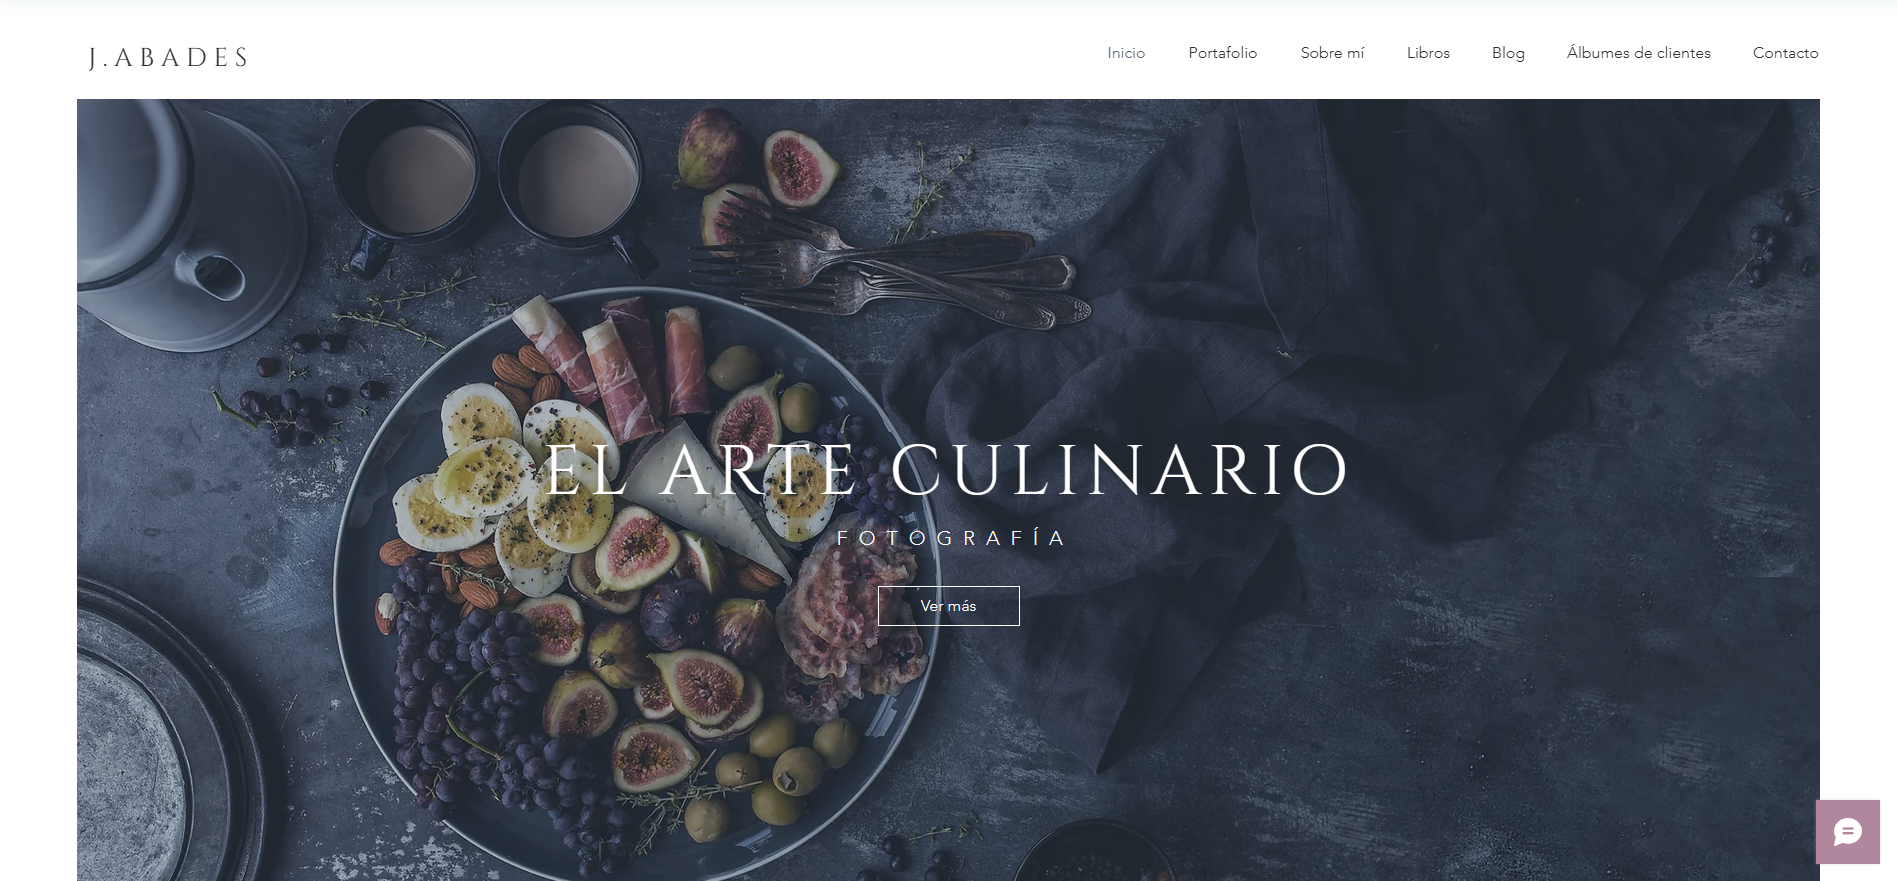 J.ABADES
Inicio Portafolio Sobre mí Libros Blog Álbumes de clientes Contacto
EL ARTE CULINARIO
FOTOGRAFÍA
Ver más